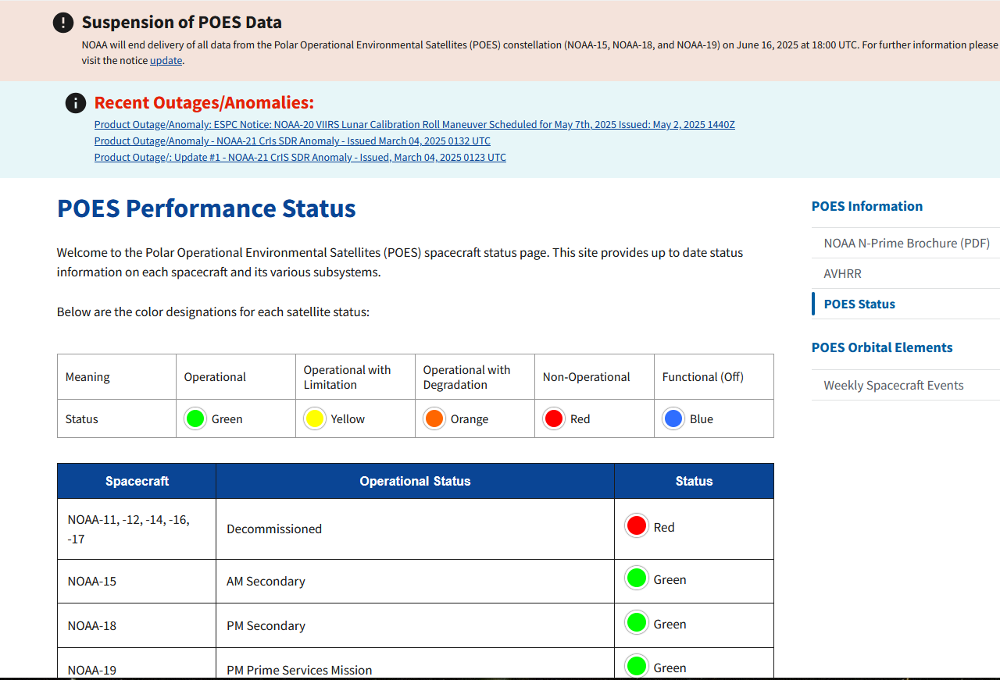 Suspension of POES Data
NOAA will end delivery of all data from the Polar Operational Environmental Satellites (POES) constellation (NOAA-15, NOAA-18, and NOAA-19) on June 16, 2025 at 18:00 UTC. For further information please
visit the notice update.
Recent Outages/Anomalies:
Product Outage/Anomaly: ESPC Notice: NOAA-20 VIIRS Lunar Calibration Roll Maneuver Scheduled for May 7th, 2025 Issued: May 2, 2025 1440Z
Product Outage/Anomaly - NOAA-21 CrIs SDR Anomaly - Issued March 04, 2025 0132 UTC
Product Outage/: Update #1 - NOAA-21 CrIS SDR Anomaly - Issued, March 04, 2025 0123 UTC
POES Performance Status
Welcome to the Polar Operational Environmental Satellites (POES) spacecraft status page. This site provides up to date status
information on each spacecraft and its various subsystems.
Below are the color designations for each satellite status:
Meaning Operational Operational with Limitation Operational with Degradation Non-Operational Functional (Off)
Status Green Yellow Orange Red Blue
Spacecraft Operational Status Status
NOAA-11, -12, -14, -16, -17 Decommissioned Red
NOAA-15 AM Secondary Green
NOAA-18 PM Secondary Green
NOAA-19 PM Prime Services Mission Green
POES Information
NOAA N-Prime Brochure (PDF)
AVHRR
POES Status
POES Orbital Elements
Weekly Spacecraft Events